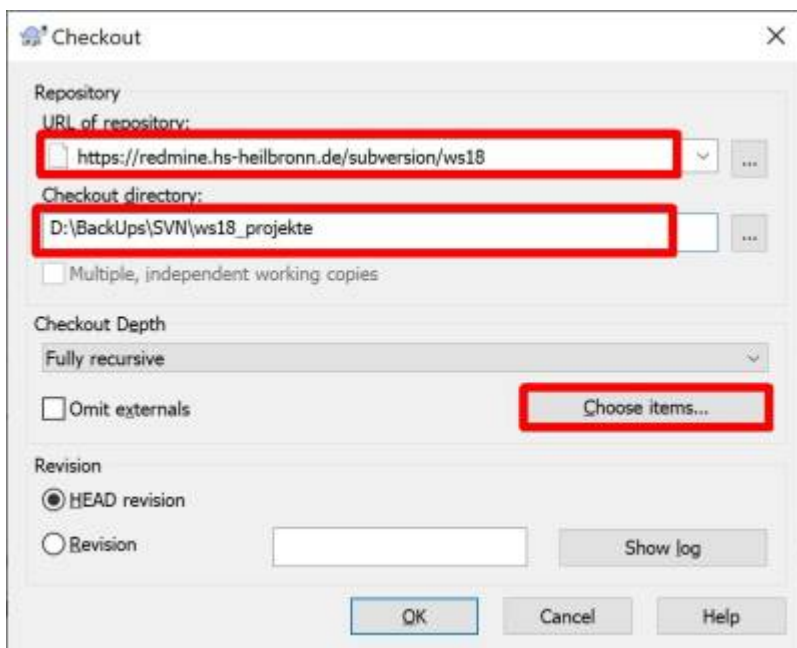 Checkout
Repository
URL of repository:
https://redmine.hs-heilbronn.de/subversion/ws18
...
Checkout directory:
D:\BackUps\SVN\ws18_projekte
...
Multiple, independent working copies
Checkout Depth
Fully recursive
Omit externals
Choose items...
Revision
HEAD revision
Revision
Show log
OK
Cancel
Help